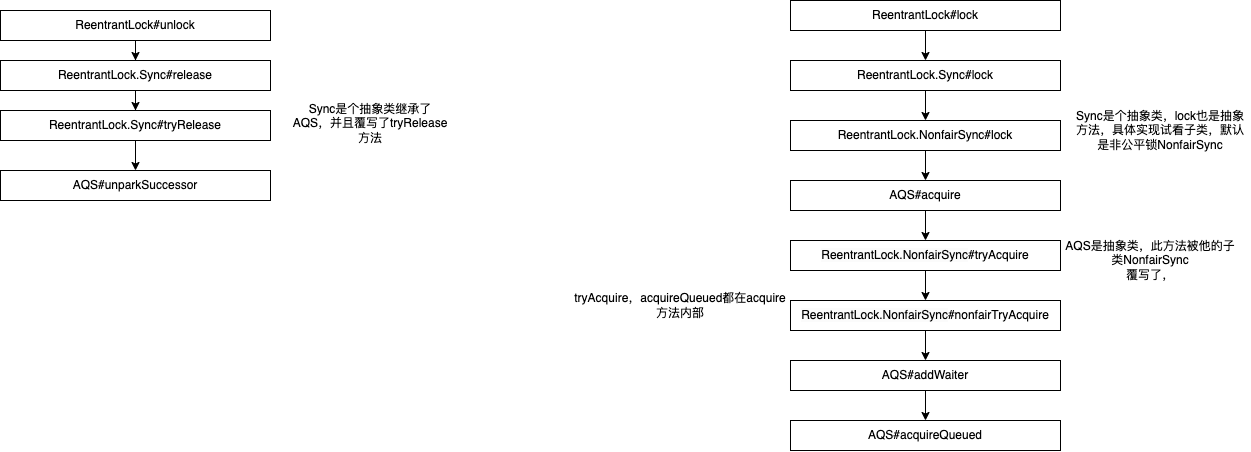 ReentrantLock#unlock
ReentrantLock.Sync#release
ReentrantLock.Sync#tryRelease
Sync是个抽象类继承了
AQS，并且覆写了tryRelease
方法
AQS#unparkSuccessor
ReentrantLock#lock
ReentrantLock.Sync#lock
ReentrantLock.NonfairSync#lock
Sync是个抽象类，lock也是抽象
方法，具体实现试看子类，默认
是非公平锁NonfairSync
AQS#acquire
ReentrantLock.NonfairSync#tryAcquire
AQS是抽象类，此方法被他的子
类NonfairSync
覆写了，
tryAcquire，acquireQueued都在acquire
方法内部
ReentrantLock.NonfairSync#nonfairTryAcquire
AQS#addWaiter
AQS#acquireQueued